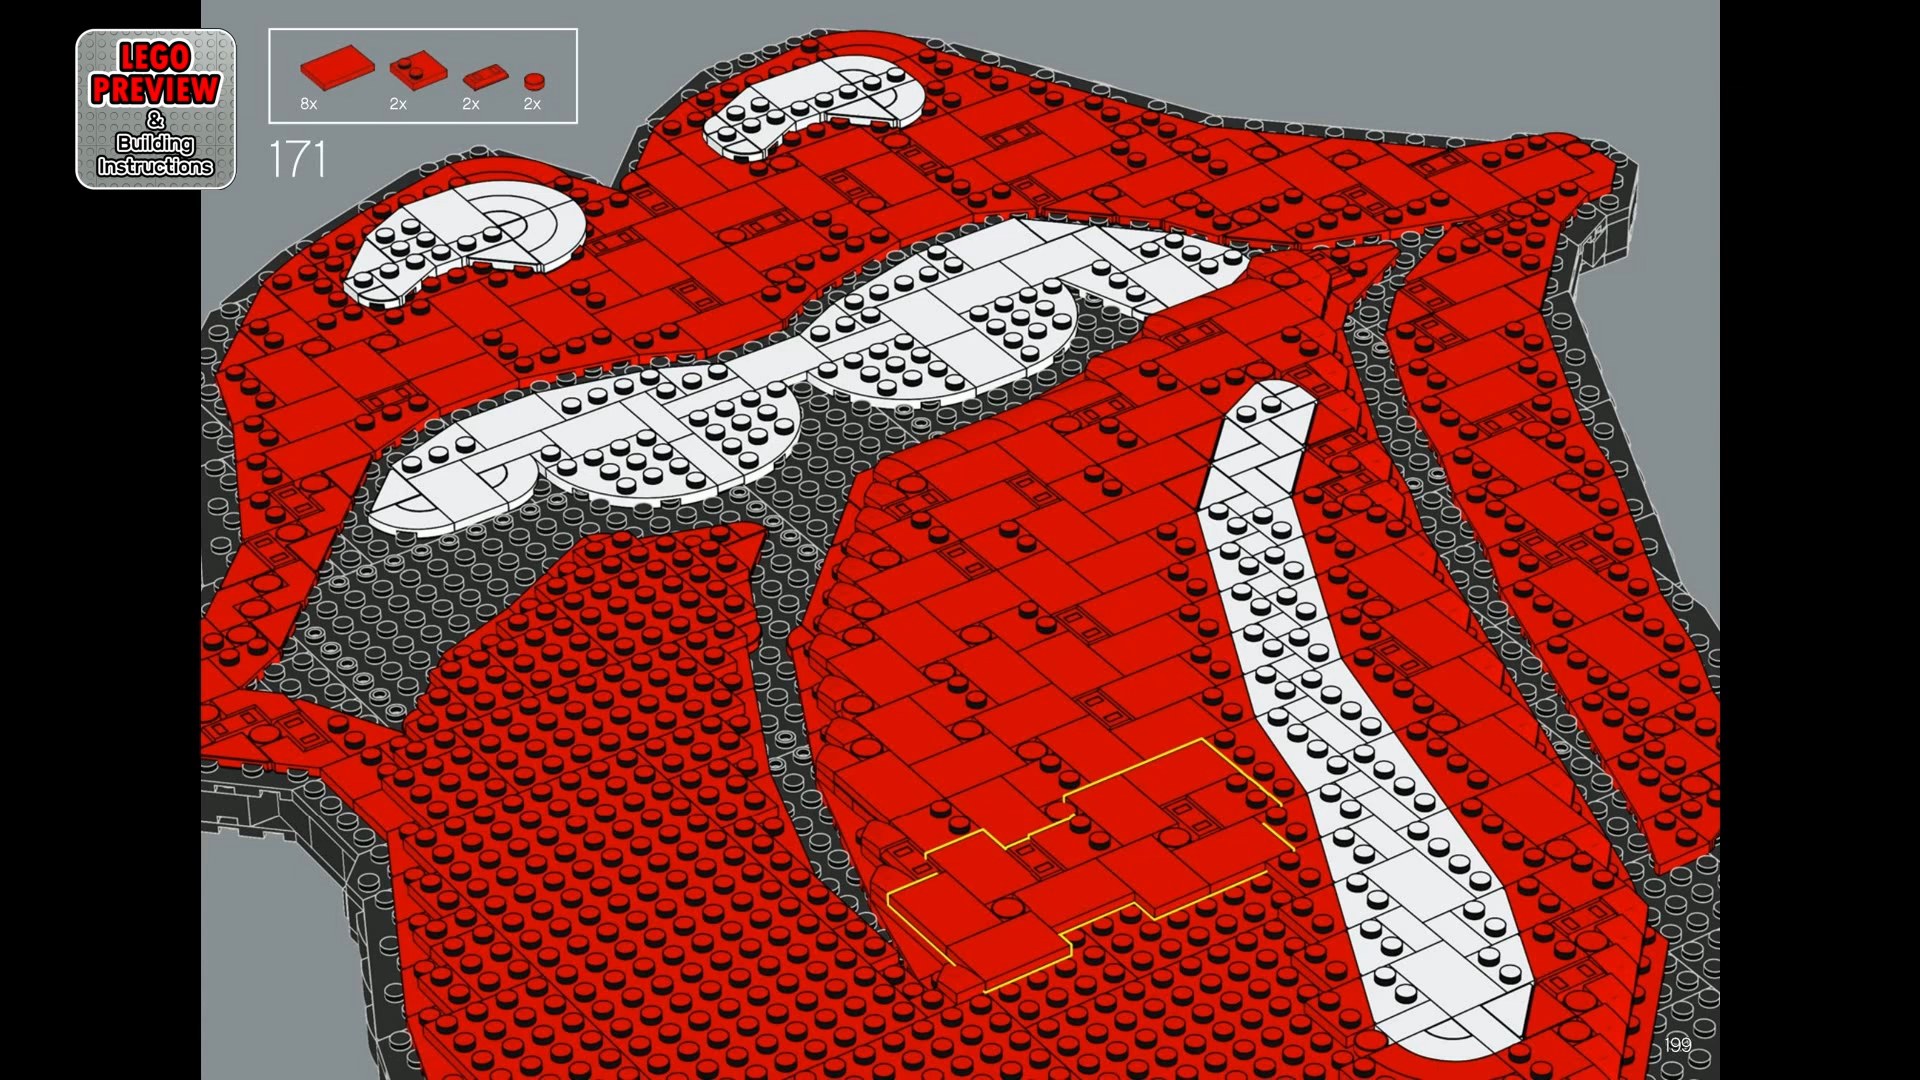 LEGO
PREVIEW
&
Building
Instructions
8x
2x
2x
2x
171
199